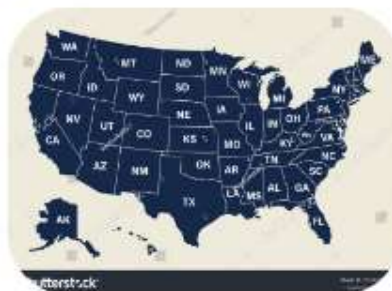 WA
MT
ND
MN
ME
OR
ID
WY
SD
WI
MI
NY
NV
UT
CO
NE
IA
IL
IN
OH
PA
CA
KS
MO
KY
VA
AZ
NM
OK
AR
TN
NC
SC
TX
LA
MS
AL
GA
FL
AK
utterstock